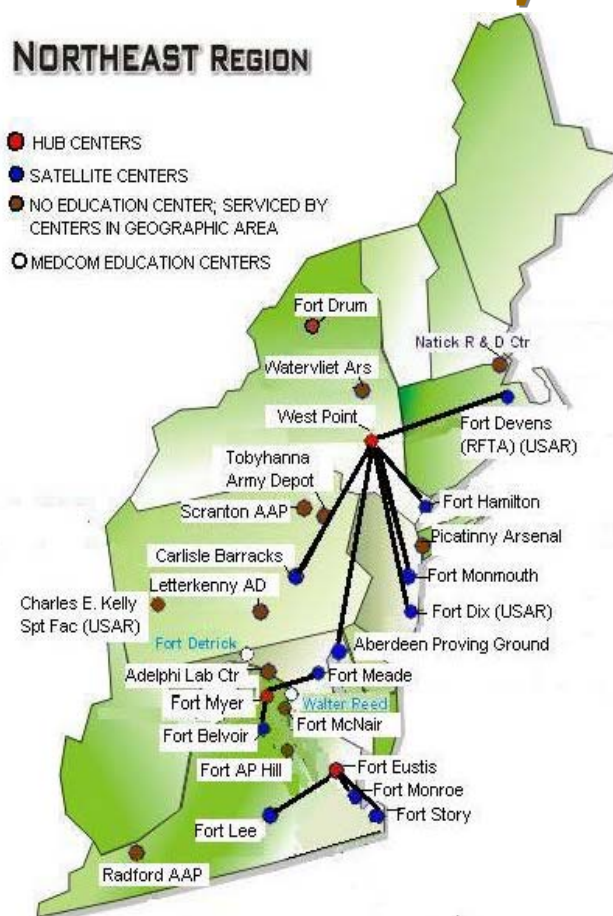 NORTHEAST REGION
HUB CENTERS
SATELLITE CENTERS
NO EDUCATION CENTER; SERVICED BY
CENTERS IN GEOGRAPHIC AREA
MEDCOM EDUCATION CENTERS
Fort Drum
Natick R & D Ctr
Watervliet Ars
West Point
Fort Devens
(RFTA) (USAR)
Tobyhanna
Army Depot
Scranton AAP
Fort Hamilton
Picatinny Arsenal
Carlisle Barracks
Fort Monmouth
Letterkenny AD
Charles E. Kelly
Spt Fac (USAR)
Fort Dix (USAR)
Fort Detrick
Aberdeen Proving Ground
Adelphi Lab Ctr
Fort Meade
Fort Myer
Walter Reed
Fort McNair
Fort Belvoir
Fort AP Hill
Fort Eustis
Fort Monroe
Fort Lee
Fort Story
Radford AAP